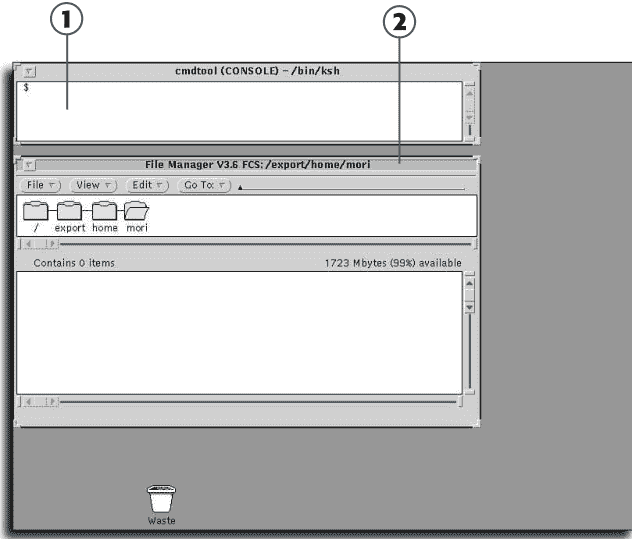 1
2
cmdtool (CONSOLE) - /bin/ksh
$
File Manager V3.6 FCS: /export/home/mori
File View Edit Go To:
/ export home mori
Contains 0 items 1723 Mbytes (99%) available
Waste